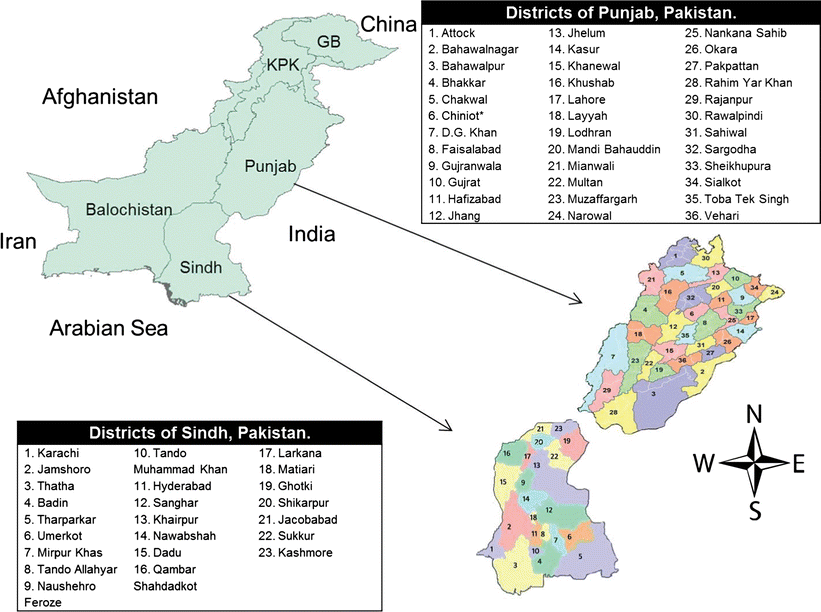 China
GB
KPK
Afghanistan
Punjab
Balochistan
India
Iran
Sindh
Arabian Sea
Districts of Punjab, Pakistan.
1. Attock
2. Bahawalnagar
3. Bahawalpur
4. Bhakkar
5. Chakwal
6. Chiniot*
7. D.G. Khan
8. Faisalabad
9. Gujranwala
10. Gujrat
11. Hafizabad
12. Jhang
13. Jhelum
14. Kasur
15. Khanewal
16. Khushab
17. Lahore
18. Layyah
19. Lodhran
20. Mandi Bahauddin
21. Mianwali
22. Multan
23. Muzaffargarh
24. Narowal
25. Nankana Sahib
26. Okara
27. Pakpattan
28. Rahim Yar Khan
29. Rajanpur
30. Rawalpindi
31. Sahiwal
32. Sargodha
33. Sheikhupura
34. Sialkot
35. Toba Tek Singh
36. Vehari
1
30
5
13
21
10
16
20
34
32
11
9
24
4
6
33
25
17
12
8
18
35
14
7
31
26
15
27
23
22
36
19
2
29
3
28
N
W
E
S
Districts of Sindh, Pakistan.
1. Karachi
2. Jamshoro
3. Thatha
4. Badin
5. Tharparkar
6. Umerkot
7. Mirpur Khas
8. Tando Allahyar
9. Naushehro
Feroze
10. Tando
Muhammad Khan
11. Hyderabad
12. Sanghar
13. Khairpur
14. Nawabshah
15. Dadu
16. Qambar
Shahdadkot
17. Larkana
18. Matiari
19. Ghotki
20. Shikarpur
21. Jacobabad
22. Sukkur
23. Kashmore
21
23
20
19
16
17
22
13
15
9
14
12
18
2
11
8
6
7
1
10
4
5
3